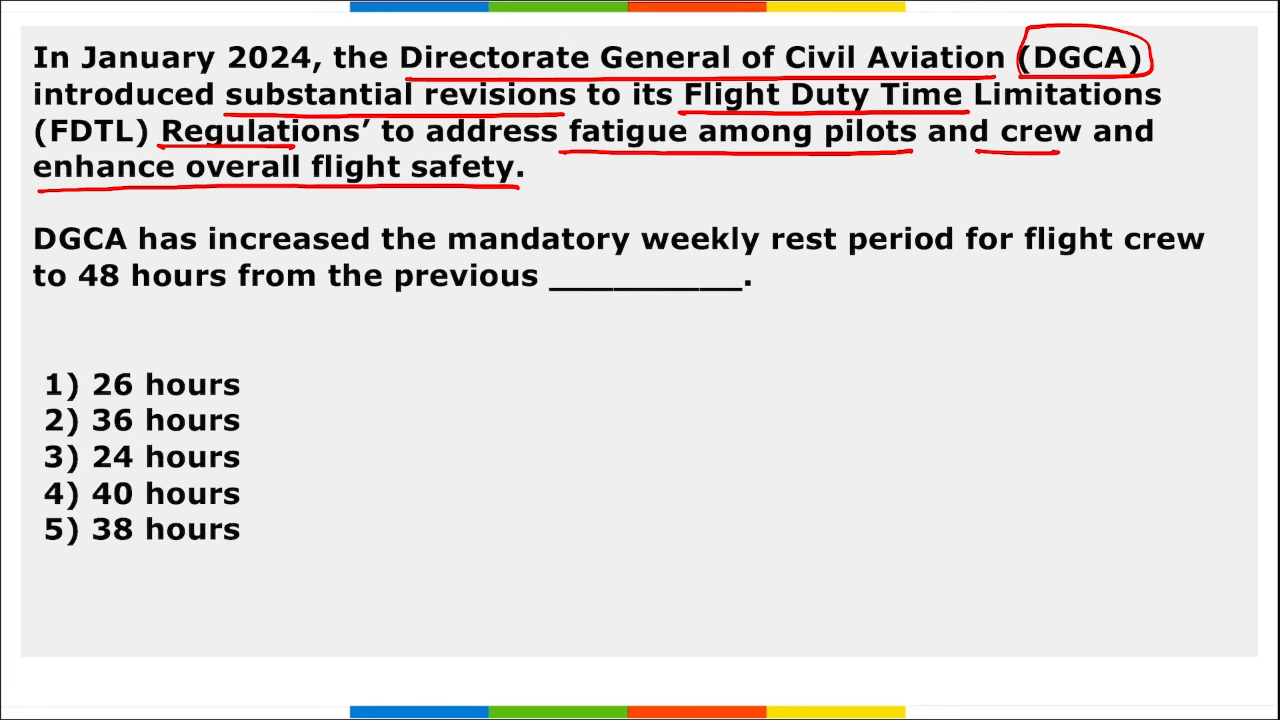 In January 2024, the Directorate General of Civil Aviation (DGCA)
introduced substantial revisions to its Flight Duty Time Limitations
(FDTL) Regulations’ to address fatigue among pilots and crew and
enhance overall flight safety.
DGCA has increased the mandatory weekly rest period for flight crew
to 48 hours from the previous ____________.
1) 26 hours
2) 36 hours
3) 24 hours
4) 40 hours
5) 38 hours